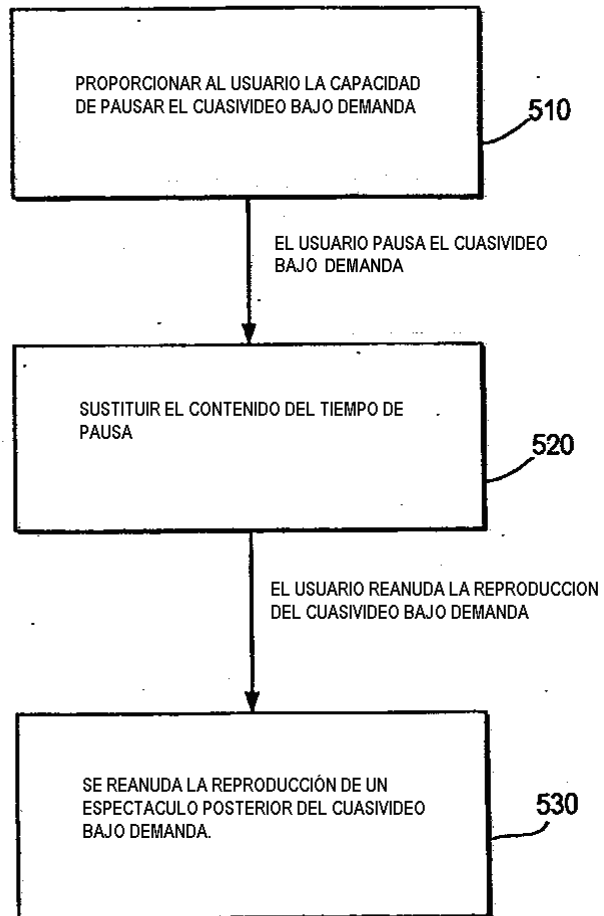 PROPORCIONAR AL USUARIO LA CAPACIDAD
DE PAUSAR EL CUASIVIDEO BAJO DEMANDA
510
EL USUARIO PAUSA EL CUASIVIDEO
BAJO DEMANDA
SUSTITUIR EL CONTENIDO DEL TIEMPO DE
PAUSA
520
EL USUARIO REANUDA LA REPRODUCCION
DEL CUASIVIDEO BAJO DEMANDA
SE REANUDA LA REPRODUCCIÓN DE UN
ESPECTACULO POSTERIOR DEL CUASIVIDEO
BAJO DEMANDA.
530